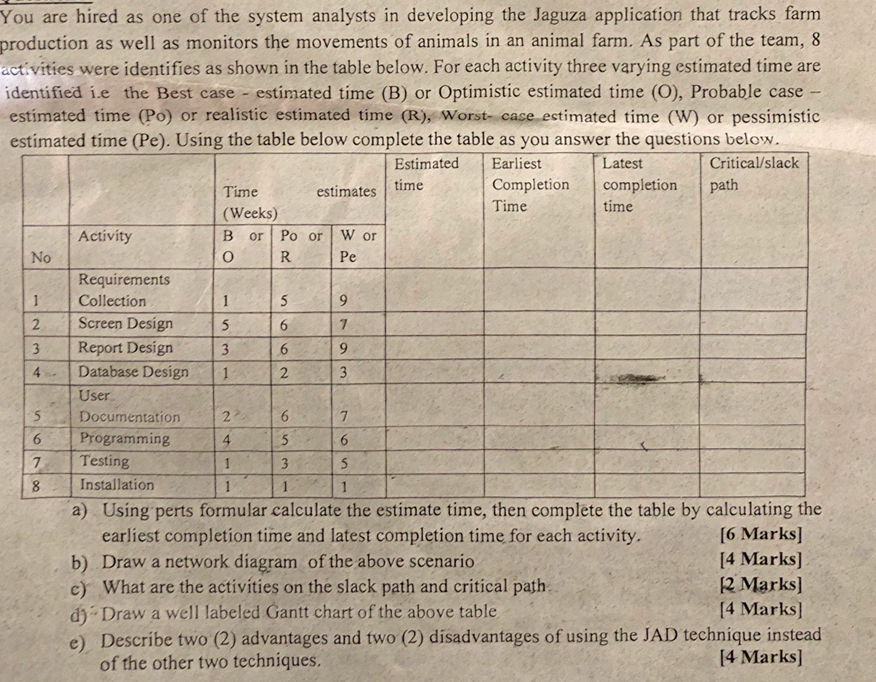 You are hired as one of the system analysts in developing the Jaguza application that tracks farm
production as well as monitors the movements of animals in an animal farm. As part of the team, 8
activities were identifies as shown in the table below. For each activity three varying estimated time are
identified i.e the Best case - estimated time (B) or Optimistic estimated time (O), Probable case –
estimated time (Po) or realistic estimated time (R), Worst- case estimated time (W) or pessimistic
estimated time (Pe). Using the table below complete the table as you answer the questions below.
Estimated Earliest Latest Critical/slack
Time estimates time Completion completion path
(Weeks) Time time
Activity B or Po or W or
No O R Pe
Requirements
1 Collection 1 5 9
2 Screen Design 5 6 7
3 Report Design 3 6 9
4 Database Design 1 2 3
User
5 Documentation 2 6 7
6 Programming 4 5 6
7 Testing 1 3 5
8 Installation 1 1 1
a) Using perts formular calculate the estimate time, then complete the table by calculating the
earliest completion time and latest completion time for each activity. [6 Marks]
b) Draw a network diagram of the above scenario [4 Marks]
c) What are the activities on the slack path and critical path. [2 Marks]
d) Draw a well labeled Gantt chart of the above table [4 Marks]
e) Describe two (2) advantages and two (2) disadvantages of using the JAD technique instead
of the other two techniques. [4 Marks]